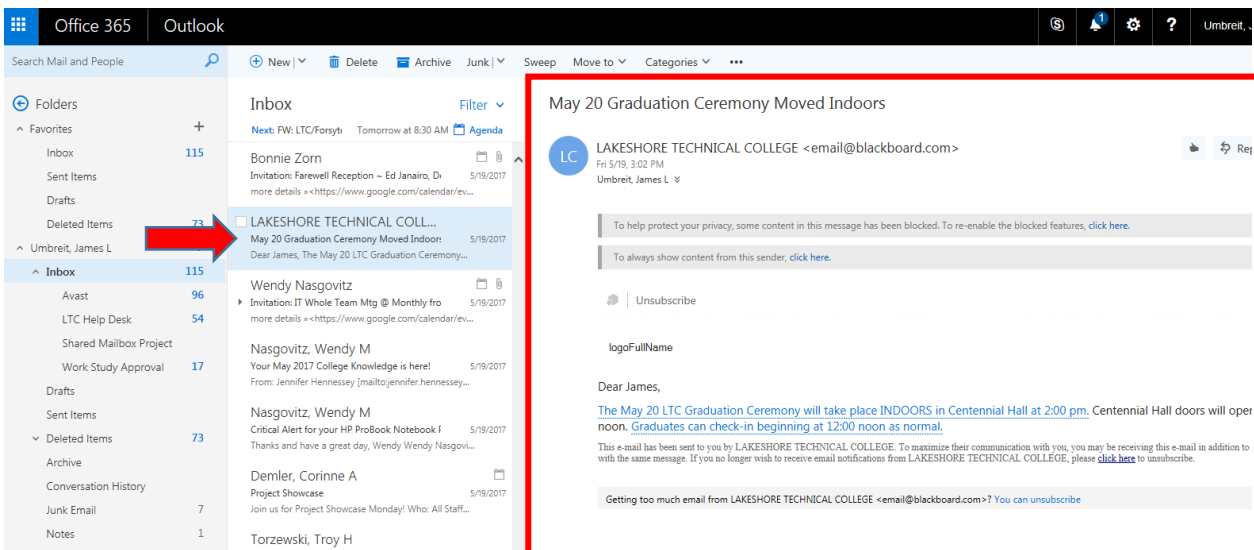 Office 365 Outlook 1 ? Umbreit, J
Search Mail and People New Delete Archive Junk Sweep Move to Categories •••
Folders
Favorites +
Inbox 115
Sent Items
Drafts
Deleted Items 73
Umbreit, James L
Inbox 115
Avast 96
LTC Help Desk 54
Shared Mailbox Project
Work Study Approval 17
Drafts
Sent Items
Deleted Items 73
Archive
Conversation History
Junk Email 7
Notes 1
Inbox Filter
Next: FW: LTC/Forsyt Tomorrow at 8:30 AM Agenda
Bonnie Zorn
Invitation: Farewell Reception ~ Ed Janairo, D 5/19/2017
more details »<https://www.google.com/calendar/ev...
LAKESHORE TECHNICAL COLL...
May 20 Graduation Ceremony Moved Indoors 5/19/2017
Dear James, The May 20 LTC Graduation Ceremony...
Wendy Nasgovitz
Invitation: IT Whole Team Mtg @ Monthly fro 5/19/2017
more details »<https://www.google.com/calendar/ev...
Nasgovitz, Wendy M
Your May 2017 College Knowledge is here! 5/19/2017
From: Jennifer Hennessey [mailto:jennifer.hennessey...
Nasgovitz, Wendy M
Critical Alert for your HP ProBook Notebook 5/19/2017
Thanks and have a great day, Wendy Wendy Nasgovi...
Demler, Corinne A
Project Showcase 5/19/2017
Join us for Project Showcase Monday! Who: All Staff...
Torzewski, Troy H
May 20 Graduation Ceremony Moved Indoors
LC LAKESHORE TECHNICAL COLLEGE <email@blackboard.com> Rep
Fri 5/19, 3:02 PM
Umbreit, James L
To help protect your privacy, some content in this message has been blocked. To re-enable the blocked features, click here.
To always show content from this sender, click here.
Unsubscribe
logoFullName
Dear James,
The May 20 LTC Graduation Ceremony will take place INDOORS in Centennial Hall at 2:00 pm. Centennial Hall doors will oper
noon. Graduates can check-in beginning at 12:00 noon as normal.
This e-mail has been sent to you by LAKESHORE TECHNICAL COLLEGE. To maximize their communication with you, you may be receiving this e-mail in addition to
with the same message. If you no longer wish to receive email notifications from LAKESHORE TECHNICAL COLLEGE, please click here to unsubscribe.
Getting too much email from LAKESHORE TECHNICAL COLLEGE <email@blackboard.com>? You can unsubscribe